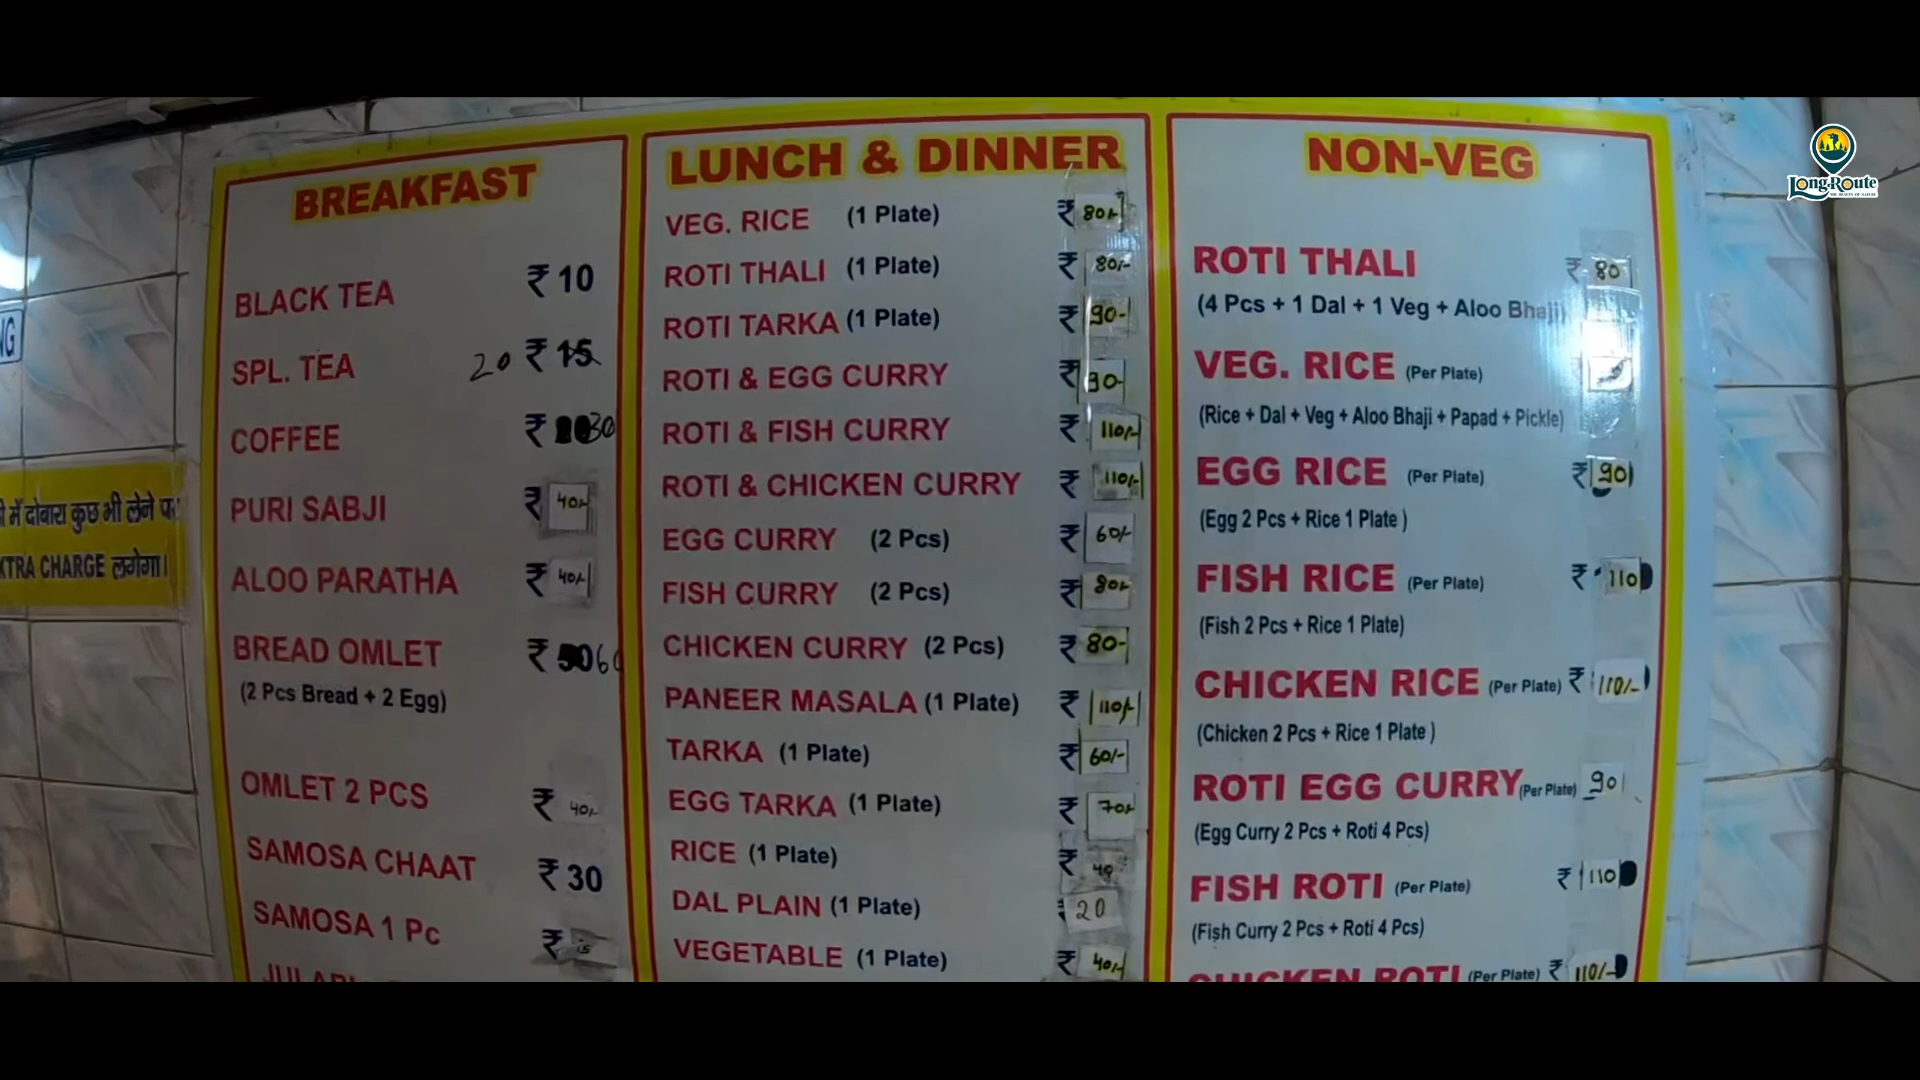 BREAKFAST
BLACK TEA ₹ 10
SPL. TEA 20 ₹ 15
COFFEE ₹ 30
PURI SABJI ₹ 40/-
ALOO PARATHA ₹ 40/-
BREAD OMLET ₹ 60
(2 Pcs Bread + 2 Egg)
OMLET 2 PCS ₹ 40/-
SAMOSA CHAAT ₹ 30
SAMOSA 1 Pc ₹ 15
LUNCH & DINNER
VEG. RICE (1 Plate) ₹ 80/-
ROTI THALI (1 Plate) ₹ 80/-
ROTI TARKA (1 Plate) ₹ 90-
ROTI & EGG CURRY ₹ 90-
ROTI & FISH CURRY ₹ 110/-
ROTI & CHICKEN CURRY ₹ 110/-
EGG CURRY (2 Pcs) ₹ 60/-
FISH CURRY (2 Pcs) ₹ 80/-
CHICKEN CURRY (2 Pcs) ₹ 80-
PANEER MASALA (1 Plate) ₹ 110/-
TARKA (1 Plate) ₹ 60/-
EGG TARKA (1 Plate) ₹ 70/-
RICE (1 Plate) ₹ 40
DAL PLAIN (1 Plate) 20
VEGETABLE (1 Plate) ₹ 40/-
NON-VEG
ROTI THALI ₹ 80
(4 Pcs + 1 Dal + 1 Veg + Aloo Bhaji)
VEG. RICE (Per Plate)
(Rice + Dal + Veg + Aloo Bhaji + Papad + Pickle)
EGG RICE (Per Plate) ₹ 90
(Egg 2 Pcs + Rice 1 Plate )
FISH RICE (Per Plate) ₹ 110
(Fish 2 Pcs + Rice 1 Plate)
CHICKEN RICE (Per Plate) ₹ 110/-
(Chicken 2 Pcs + Rice 1 Plate )
ROTI EGG CURRY (Per Plate) 90
(Egg Curry 2 Pcs + Roti 4 Pcs)
FISH ROTI (Per Plate) ₹ 110
(Fish Curry 2 Pcs + Roti 4 Pcs)
CHICKEN ROTI (Per Plate) ₹ 110/-
में दोबारा कुछ भी लेने पर
XTRA CHARGE लगेगा।
NG
Long Route